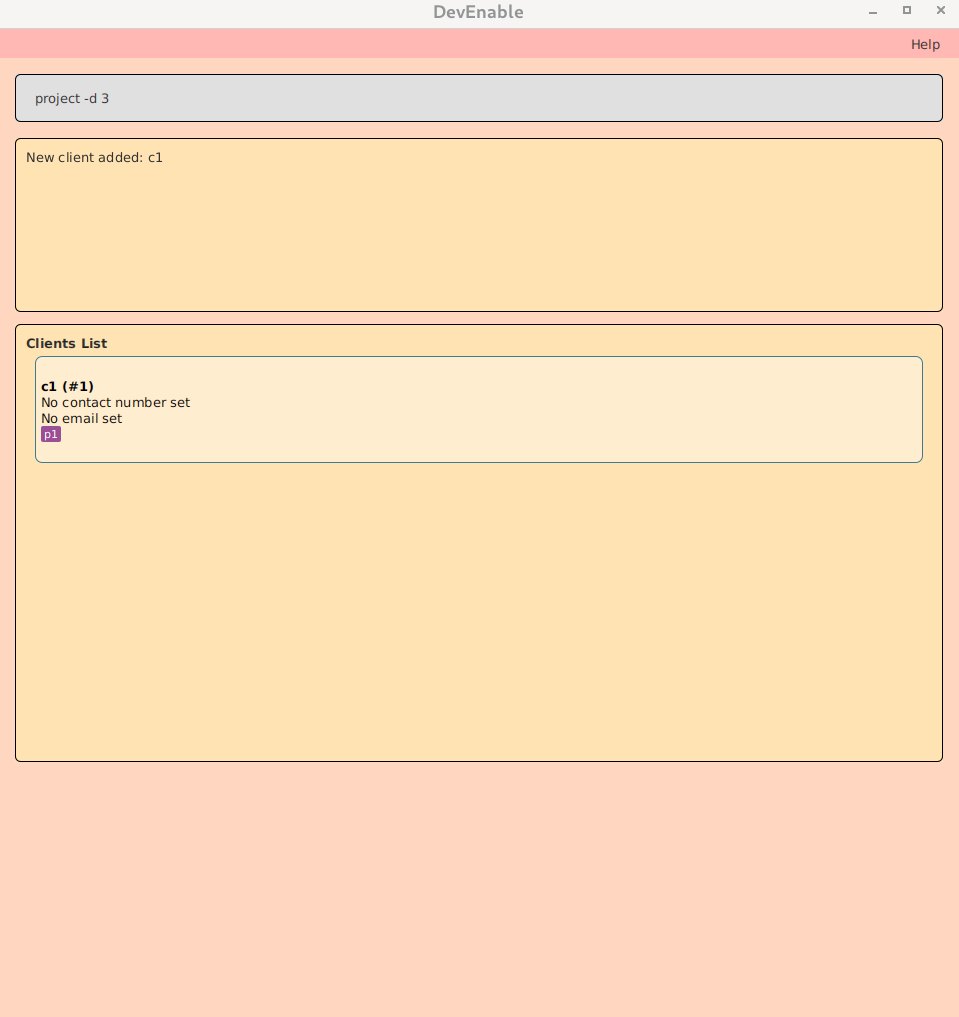 DevEnable
Help
project -d 3
New client added: c1
Clients List
c1 (#1)
No contact number set
No email set
p1